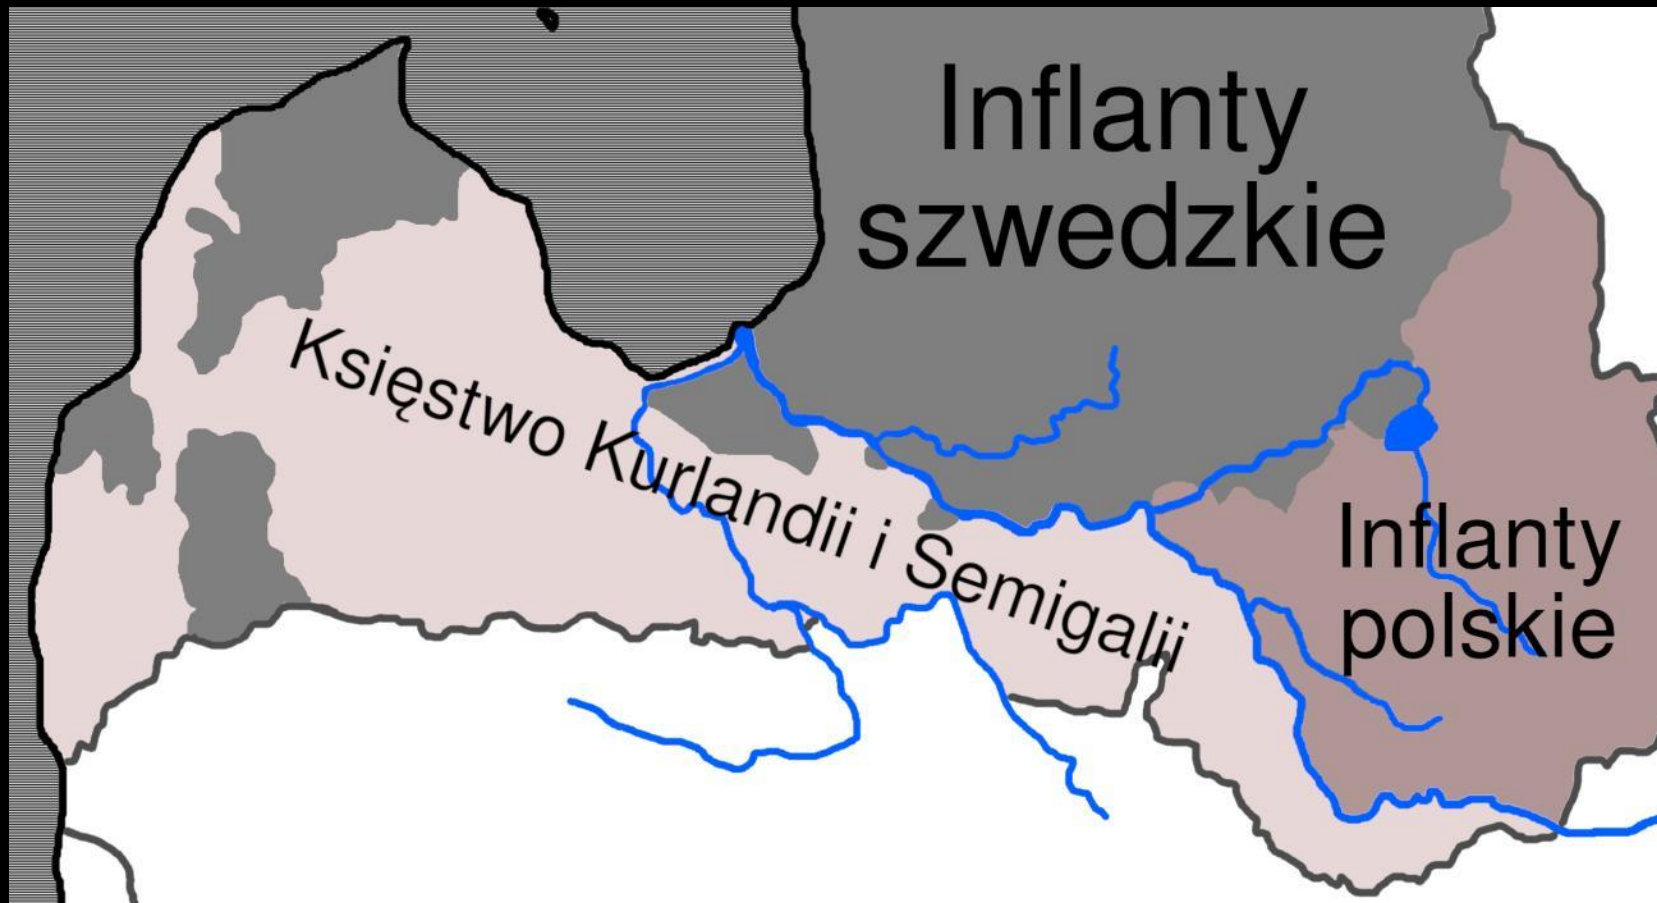 Inflanty
szwedzkie
Księstwo Kurlandii i Semigalii
Inflanty
polskie